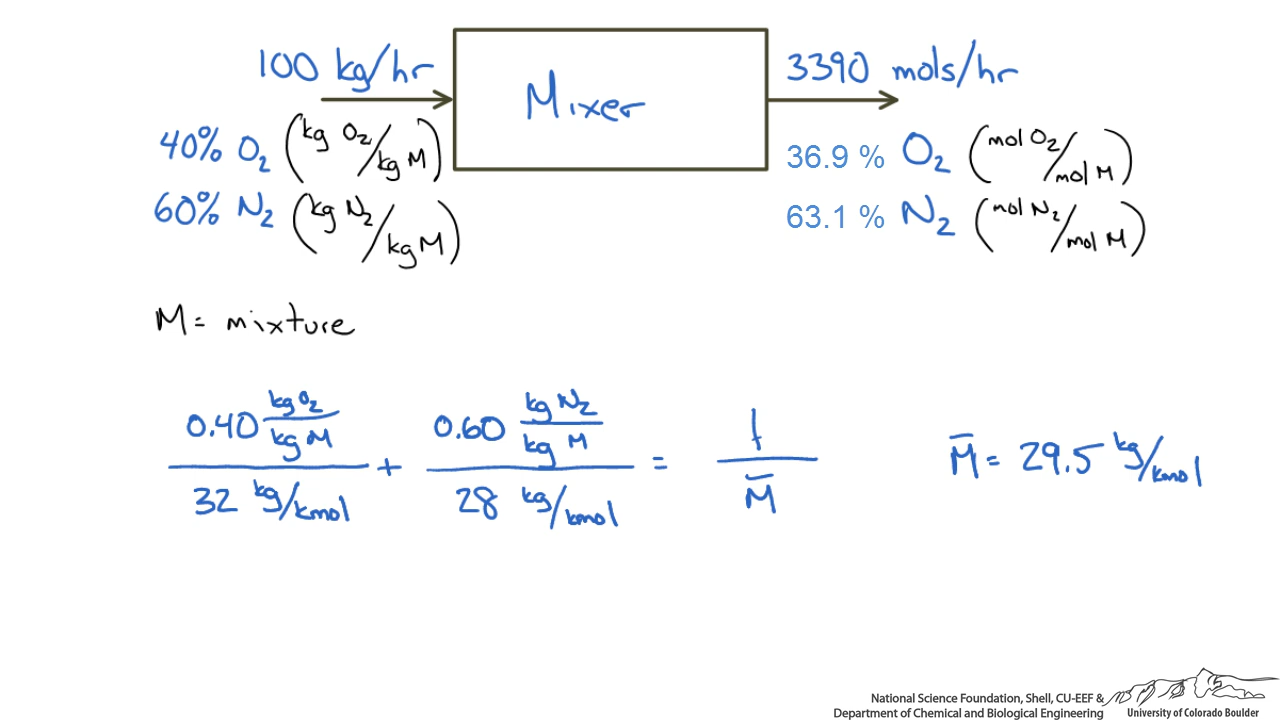 100 kg/hr
Mixer
3390 mols/hr
40% O₂ (kg O₂/kg M)
36.9 % O₂ (mol O₂/mol M)
60% N₂ (kg N₂/kg M)
63.1 % N₂ (mol N₂/mol M)
M = mixture
0.40 kg O₂/kg M / 32 kg/kmol + 0.60 kg N₂/kg M / 28 kg/kmol = 1 / M̅
M̅ = 29.5 kg/kmol
National Science Foundation, Shell, CU-EEF &
Department of Chemical and Biological Engineering
University of Colorado Boulder